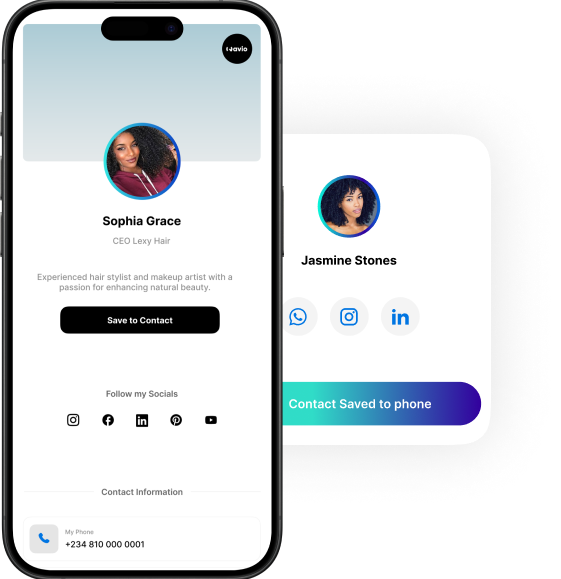 avio
Sophia Grace
CEO Lexy Hair
Experienced hair stylist and makeup artist with a
passion for enhancing natural beauty.
Save to Contact
Follow my Socials
Contact Information
My Phone
+234 810 000 0001
Jasmine Stones
Contact Saved to phone